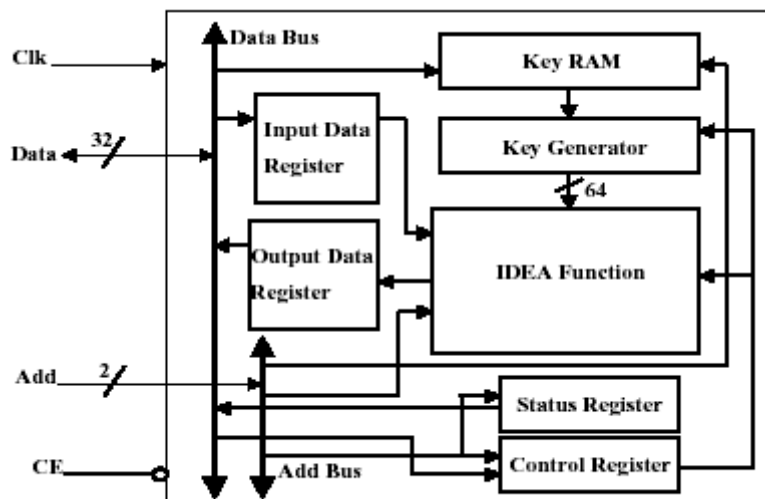 Data Bus
Clk
Key RAM
Input Data
Register
Key Generator
Data
32
64
Output Data
Register
IDEA Function
Add
2
Status Register
CE
Add Bus
Control Register